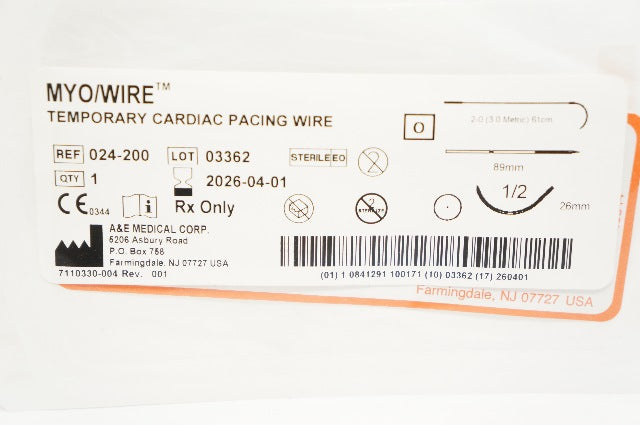 MYO/WIRE™
TEMPORARY CARDIAC PACING WIRE
O
2-0 (3.0 Metric) 61cm
REF 024-200 LOT 03362 STERILE EO 2
89mm
QTY 1 2026-04-01
1/2
26mm
CE 0344 i Rx Only 2 STERILIZE
A&E MEDICAL CORP.
5206 Asbury Road
P.O. Box 758
Farmingdale, NJ 07727 USA
7110330-004 Rev. 001
(01) 1 0841291 100171 (10) 03362 (17) 260401
Farmingdale, NJ 07727 USA